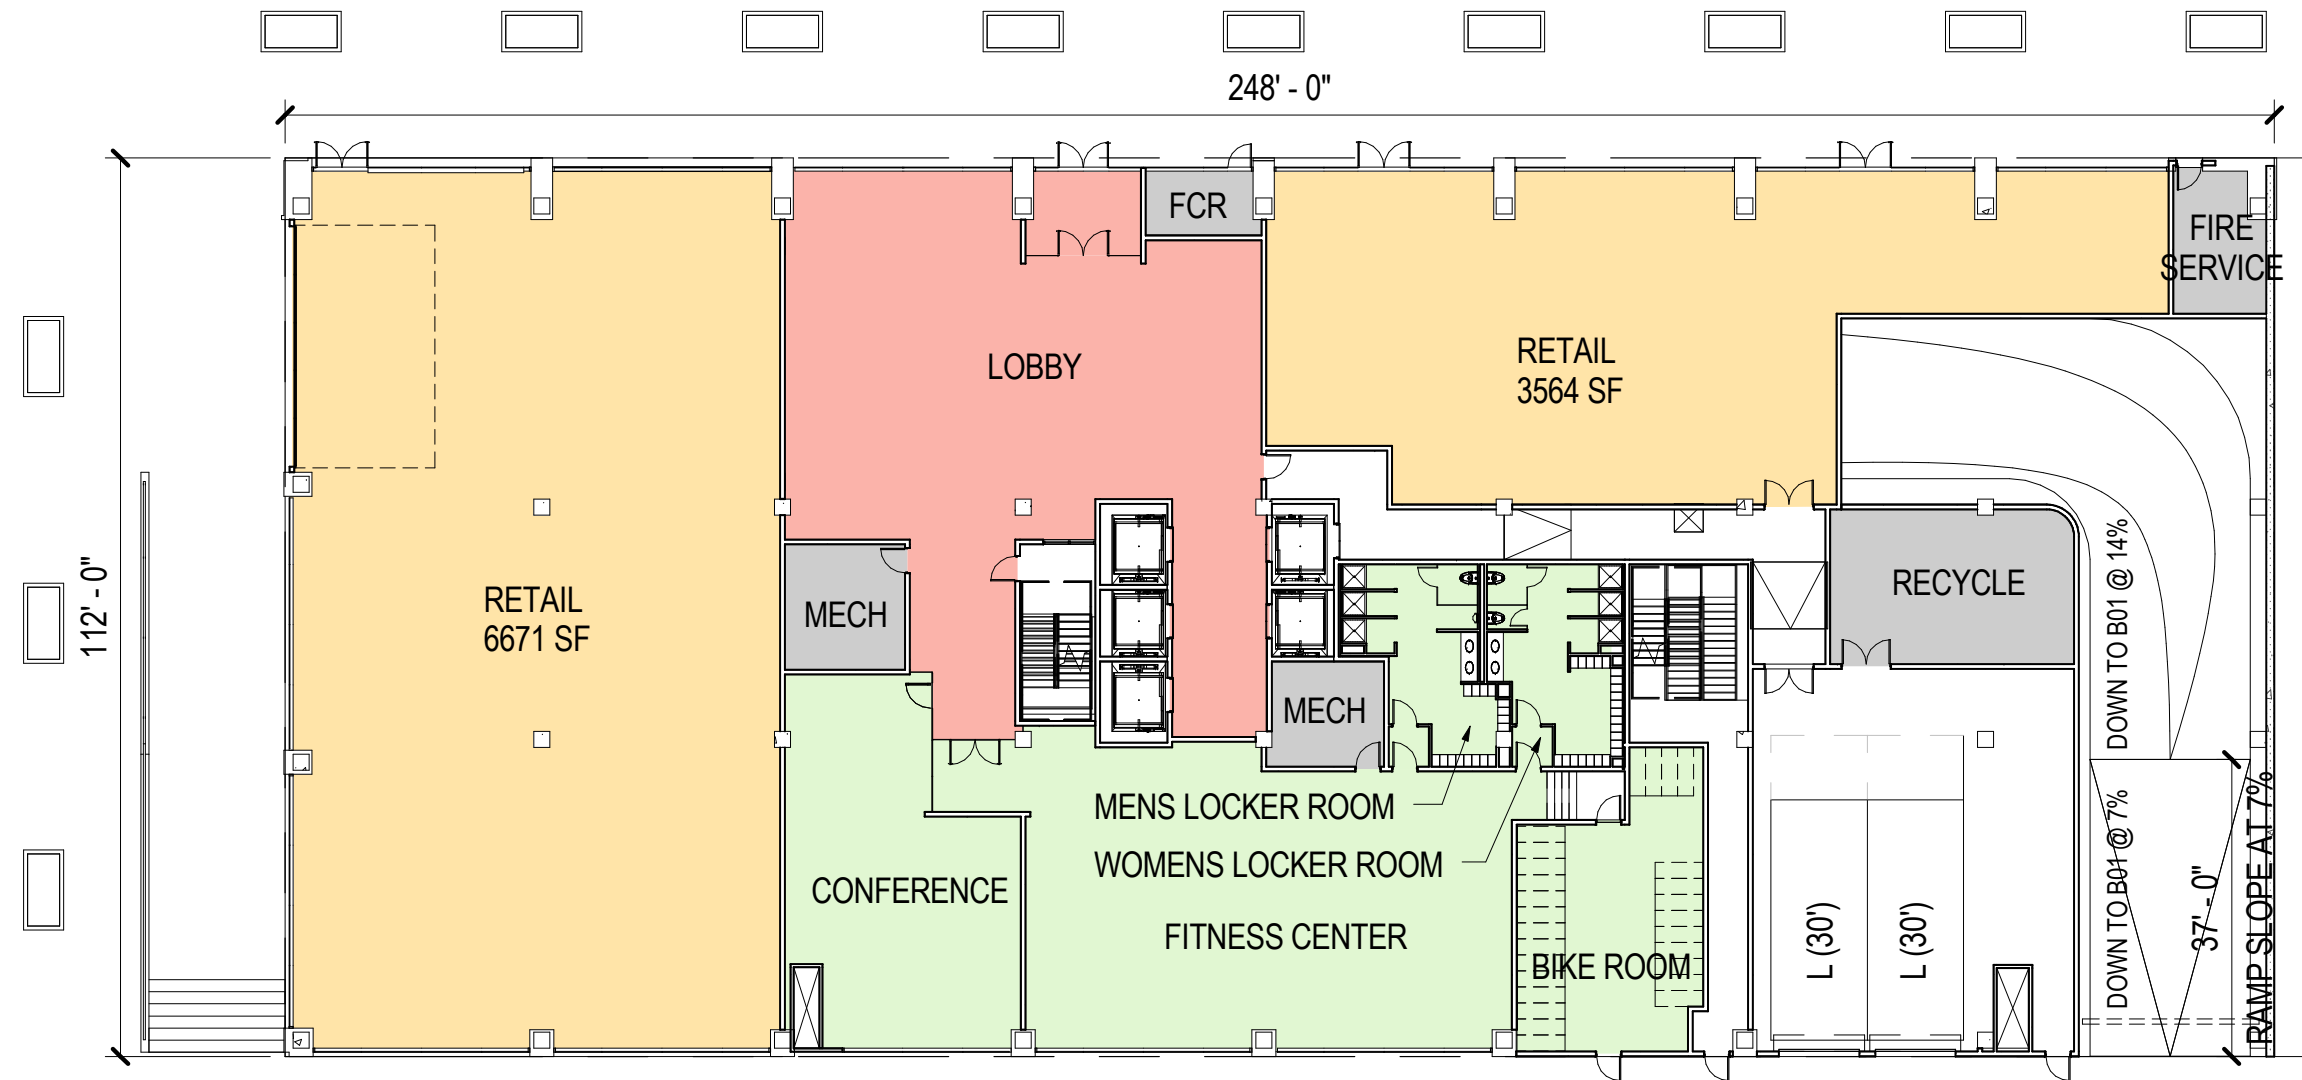 248' - 0"
112' - 0"
FCR
FIRE
SERVICE
LOBBY
RETAIL
3564 SF
RETAIL
6671 SF
MECH
RECYCLE
MECH
DOWN TO B01 @ 14%
MENS LOCKER ROOM
WOMENS LOCKER ROOM
CONFERENCE
FITNESS CENTER
BIKE ROOM
L (30')
L (30')
DOWN TO B01 @ 7%
37' - 0"
RAMP SLOPE AT 7%